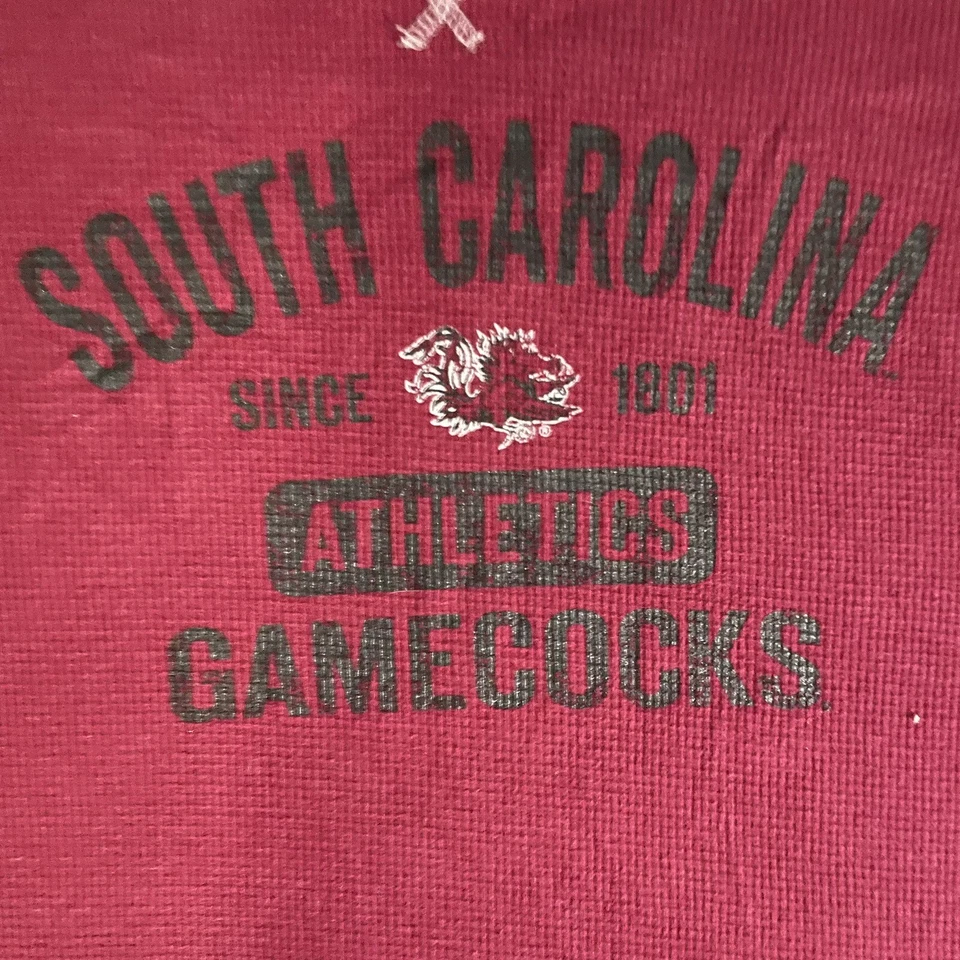 SOUTH CAROLINA
SINCE 1801
ATHLETICS
GAMECOCKS